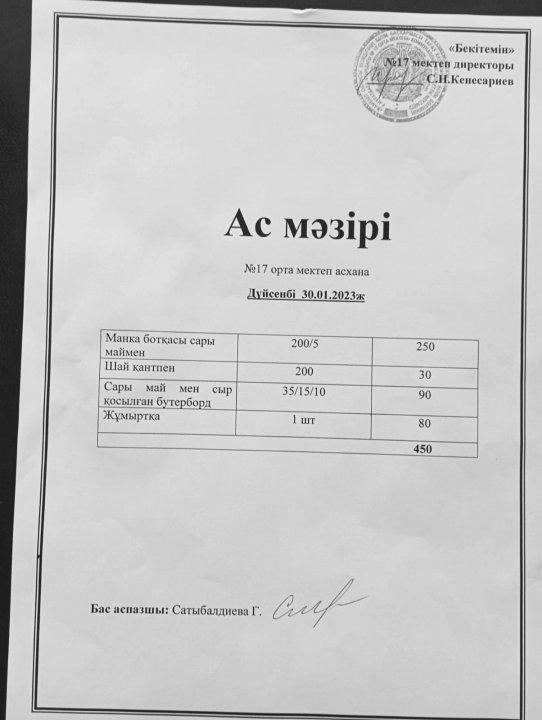 «Бекітемін»
№17 мектеп директоры
С.Н.Кенесариев
Ас мәзірі
№17 орта мектеп асхана
Дүйсенбі 30.01.2023ж
Манка ботқасы сары
маймен
200/5
250
Шай қантпен
200
30
Сары май мен сыр
қосылған бутерборд
35/15/10
90
Жұмыртқа
1 шт
80
450
Бас аспазшы: Сатыбалдиева Г.